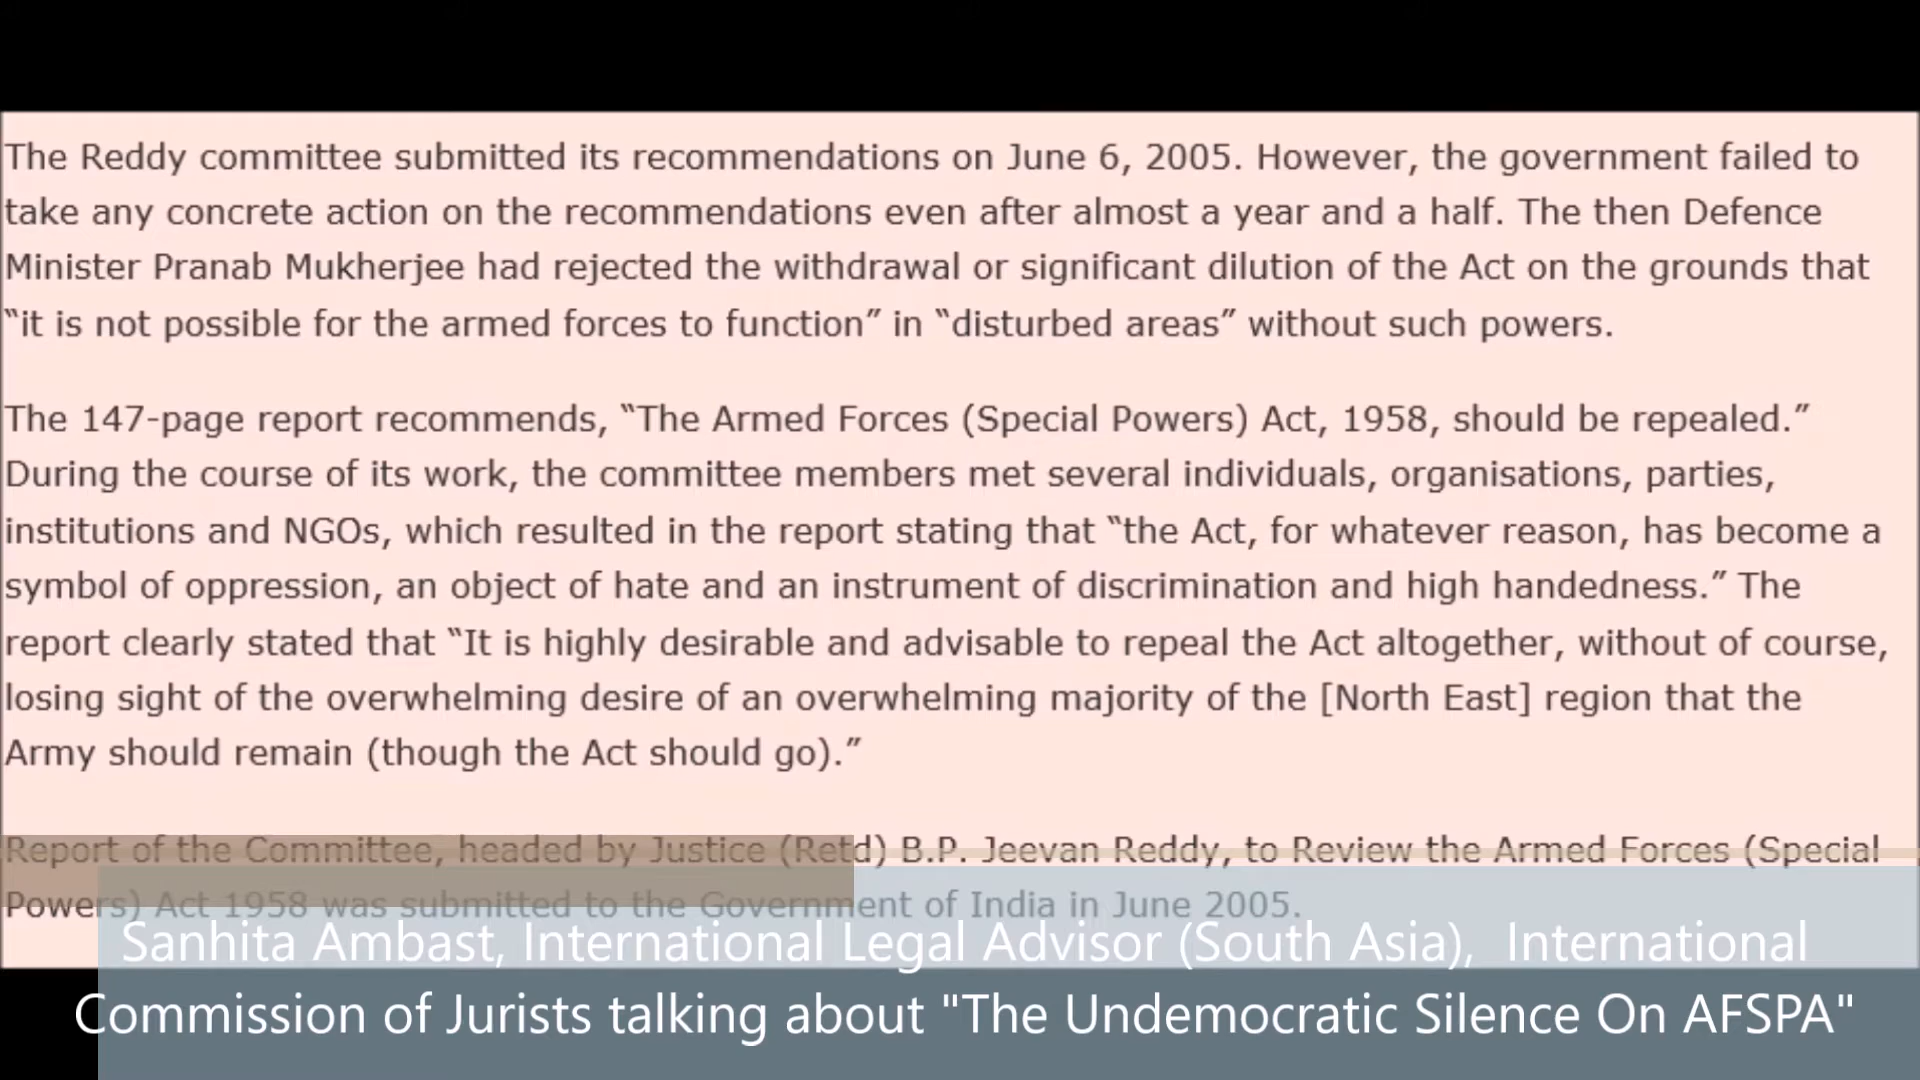 The Reddy committee submitted its recommendations on June 6, 2005. However, the government failed to
take any concrete action on the recommendations even after almost a year and a half. The then Defence
Minister Pranab Mukherjee had rejected the withdrawal or significant dilution of the Act on the grounds that
“it is not possible for the armed forces to function” in “disturbed areas” without such powers.
The 147-page report recommends, “The Armed Forces (Special Powers) Act, 1958, should be repealed.”
During the course of its work, the committee members met several individuals, organisations, parties,
institutions and NGOs, which resulted in the report stating that “the Act, for whatever reason, has become a
symbol of oppression, an object of hate and an instrument of discrimination and high handedness.” The
report clearly stated that “It is highly desirable and advisable to repeal the Act altogether, without of course,
losing sight of the overwhelming desire of an overwhelming majority of the [North East] region that the
Army should remain (though the Act should go).”
Report of the Committee, headed by Justice (Retd) B.P. Jeevan Reddy, to Review the Armed Forces (Special
Powers) Act 1958 was submitted to the Government of India in June 2005.
Sanhita Ambast, International Legal Advisor (South Asia),  International
Commission of Jurists talking about "The Undemocratic Silence On AFSPA"